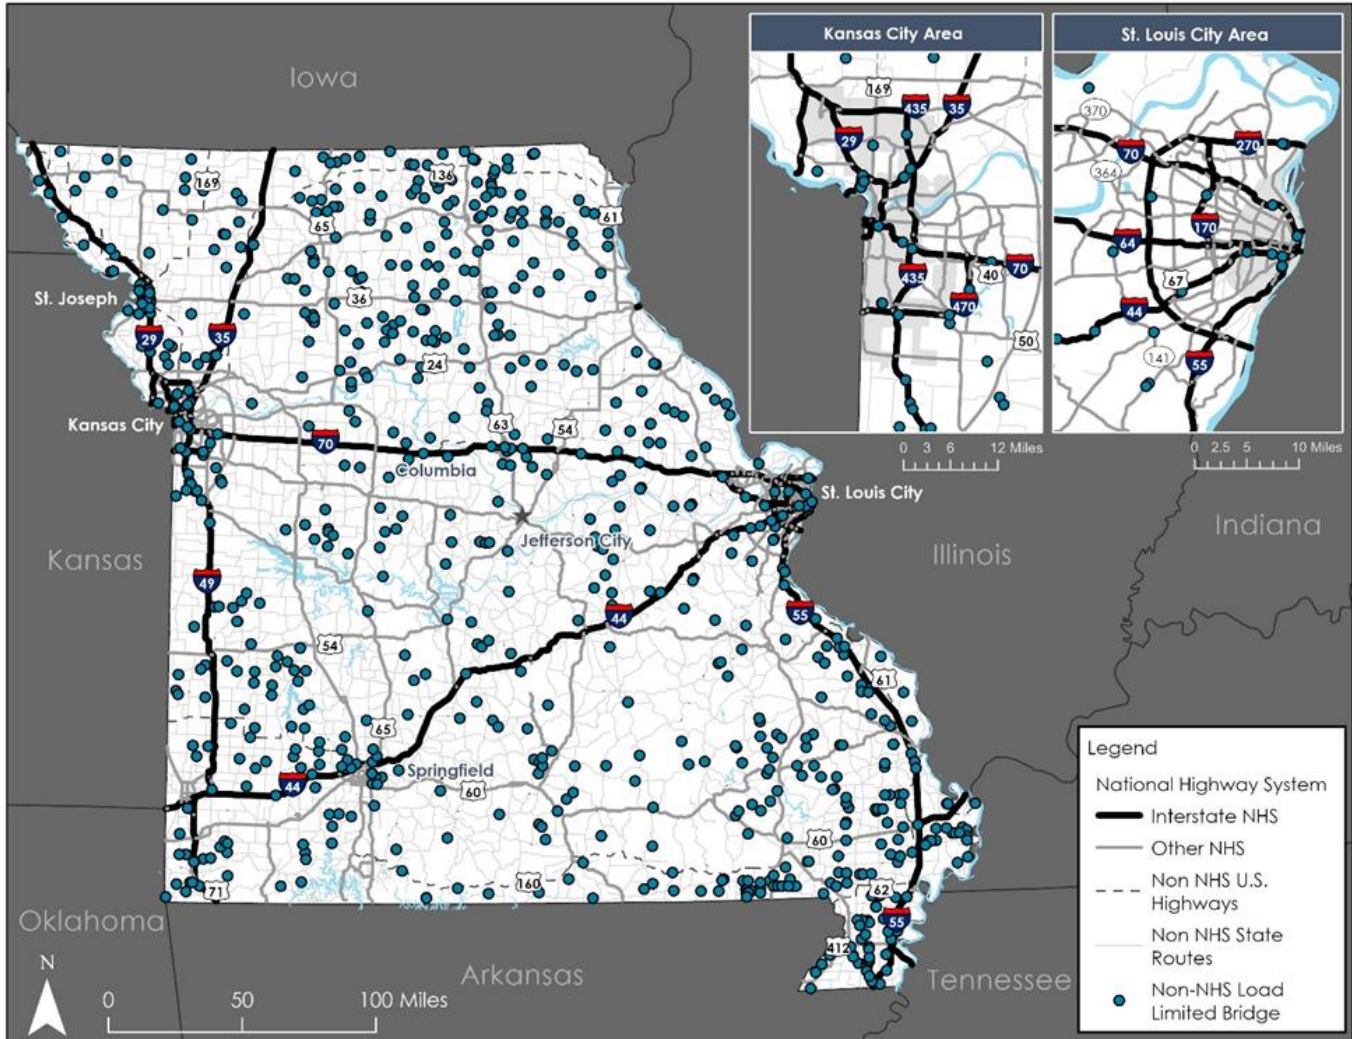 Kansas City Area
St. Louis City Area
169
435
35
29
435
40
70
470
50
0 3 6 12 Miles
370
70
270
364
170
64
67
44
141
55
0 2.5 5 10 Miles
Iowa
169
136
65
61
St. Joseph
36
29
35
24
Kansas City
70
63
54
Columbia
St. Louis City
Jefferson City
Kansas
Illinois
Indiana
49
44
55
54
61
65
Springfield
44
60
60
71
160
62
55
412
Oklahoma
Arkansas
Tennessee
N
0 50 100 Miles
Legend
National Highway System
Interstate NHS
Other NHS
Non NHS U.S.
Highways
Non NHS State
Routes
Non-NHS Load
Limited Bridge